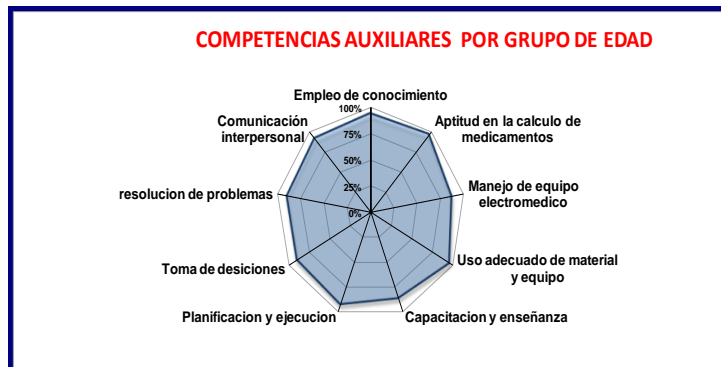 COMPETENCIAS AUXILIARES POR GRUPO DE EDAD
Empleo de conocimiento
100%
75%
50%
25%
0%
Aptitud en la calculo de
medicamentos
Manejo de equipo
electromedico
Uso adecuado de material
y equipo
Capacitacion y enseñanza
Planificacion y ejecucion
Toma de desiciones
resolucion de problemas
Comunicación
interpersonal